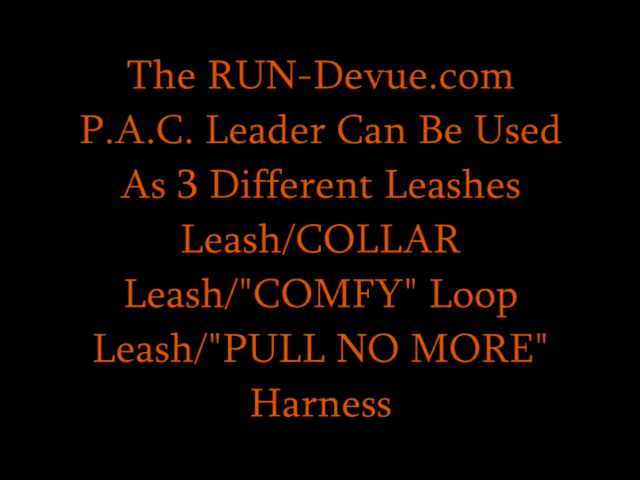 The RUN-Devue.com
P.A.C. Leader Can Be Used
As 3 Different Leashes
Leash/COLLAR
Leash/"COMFY" Loop
Leash/"PULL NO MORE"
Harness